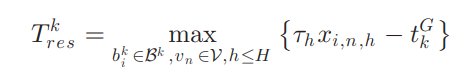 T_{res}^{k} = \max_{b_i^k \in \mathcal{B}^k, v_n \in \mathcal{V}, h \leq H} \left\{ \tau_h x_{i,n,h} - t_k^G \right\}